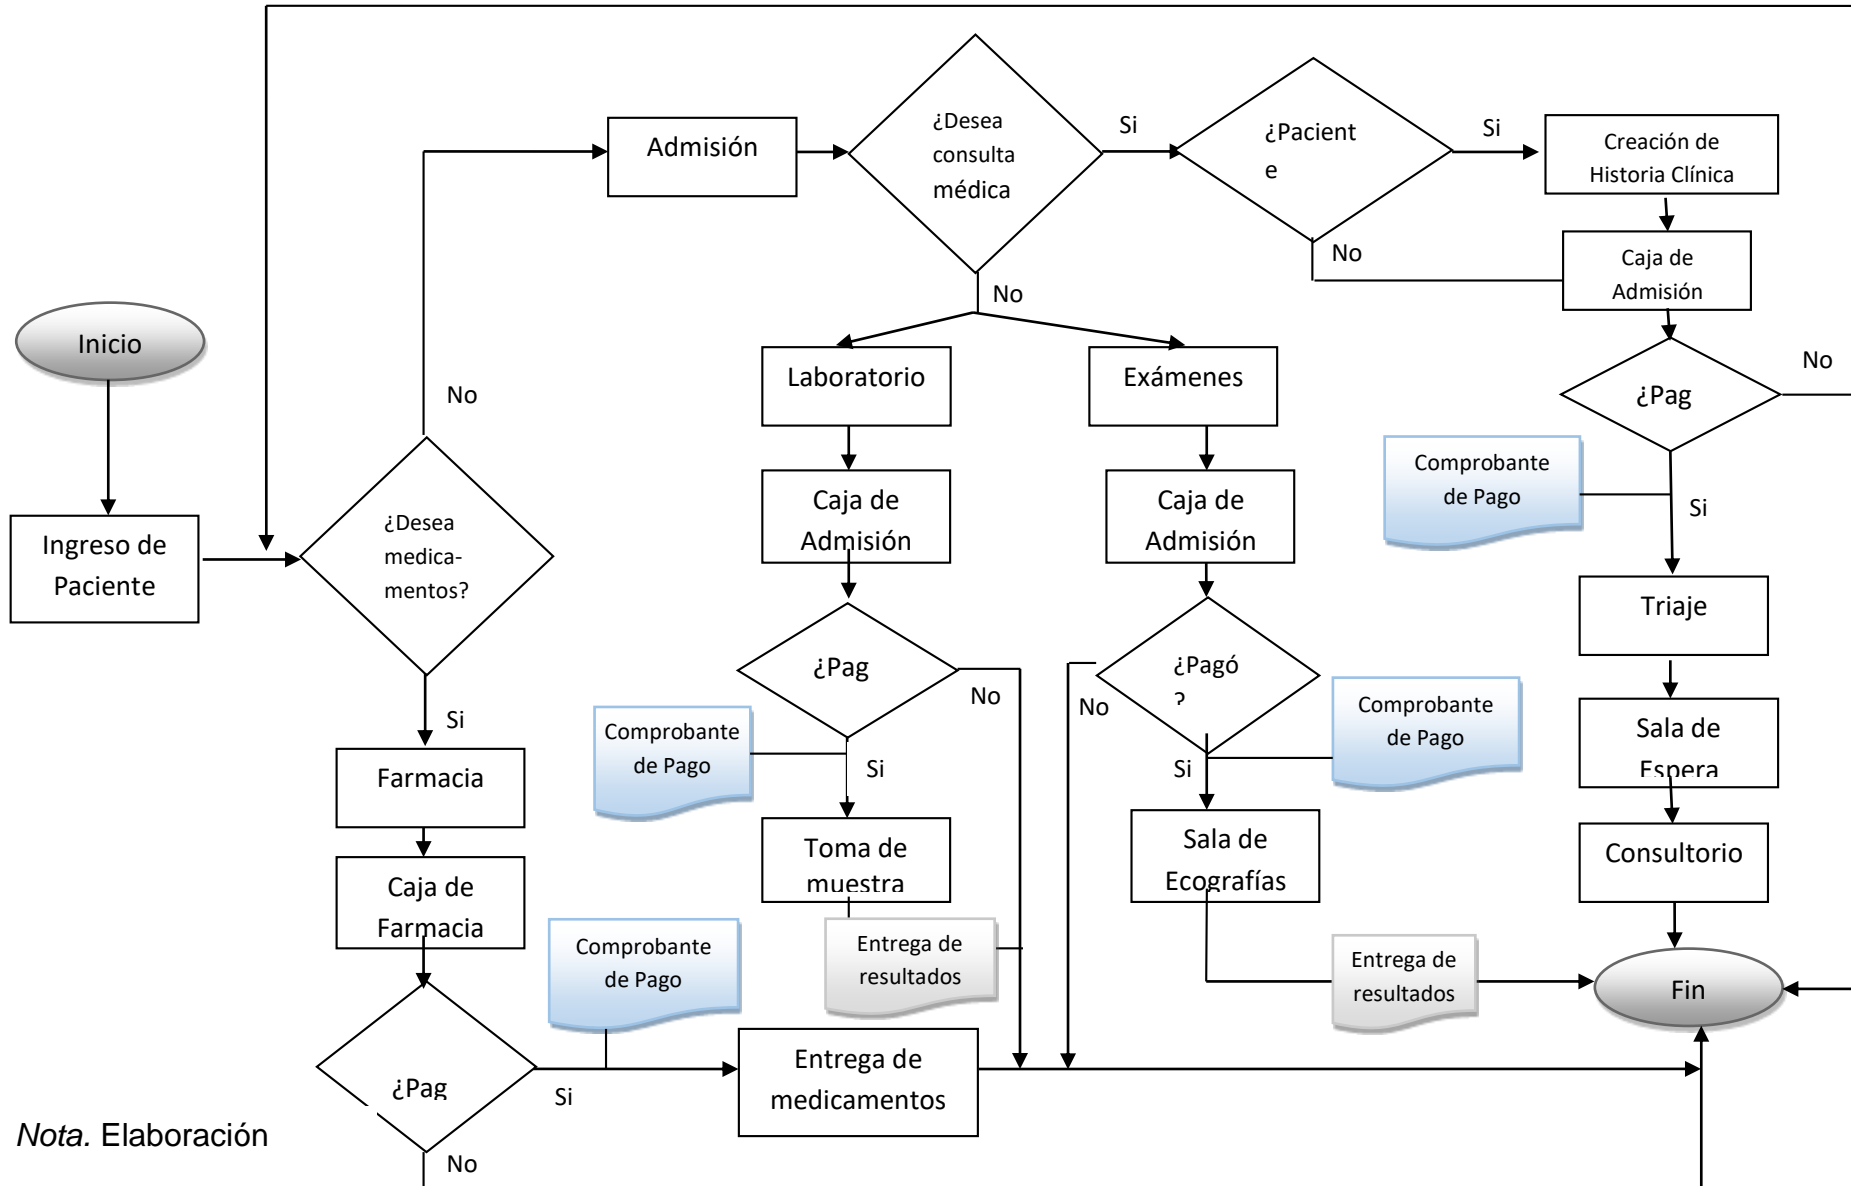 ¿Desea
consulta
médica
Si
¿Pacient
e
Si
Creación de
Historia Clínica
Admisión
No
Caja de
Admisión
No
Inicio
No
Laboratorio
Exámenes
¿Pag
No
Comprobante
de Pago
Si
Ingreso de
Paciente
¿Desea
medica-
mentos?
Caja de
Admisión
Caja de
Admisión
Triaje
¿Pag
No
¿Pagó
?
No
Si
Comprobante
de Pago
Si
Comprobante
de Pago
Si
Sala de
Espera
Farmacia
Toma de
muestra
Sala de
Ecografías
Consultorio
Caja de
Farmacia
Comprobante
de Pago
Entrega de
resultados
Entrega de
resultados
Fin
¿Pag
Si
Entrega de
medicamentos
Nota. Elaboración
No